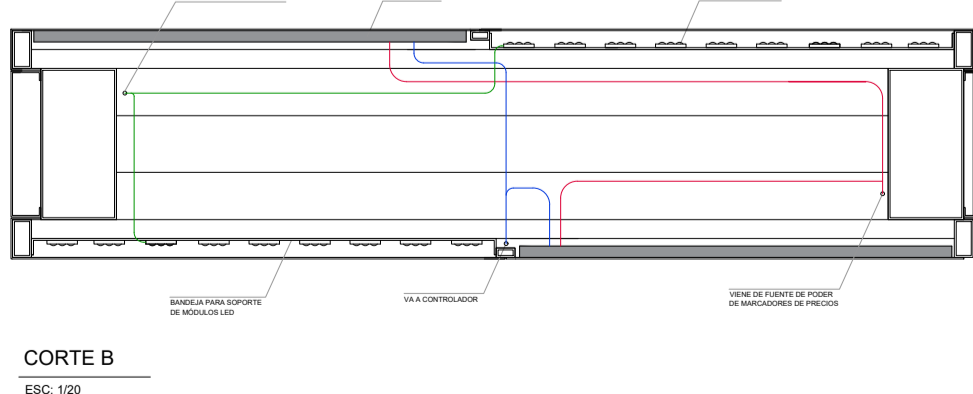 BANDEJA PARA SOPORTE
DE MÓDULOS LED
VA A CONTROLADOR
VIENE DE FUENTE DE PODER
DE MARCADORES DE PRECIOS
CORTE B
ESC: 1/20